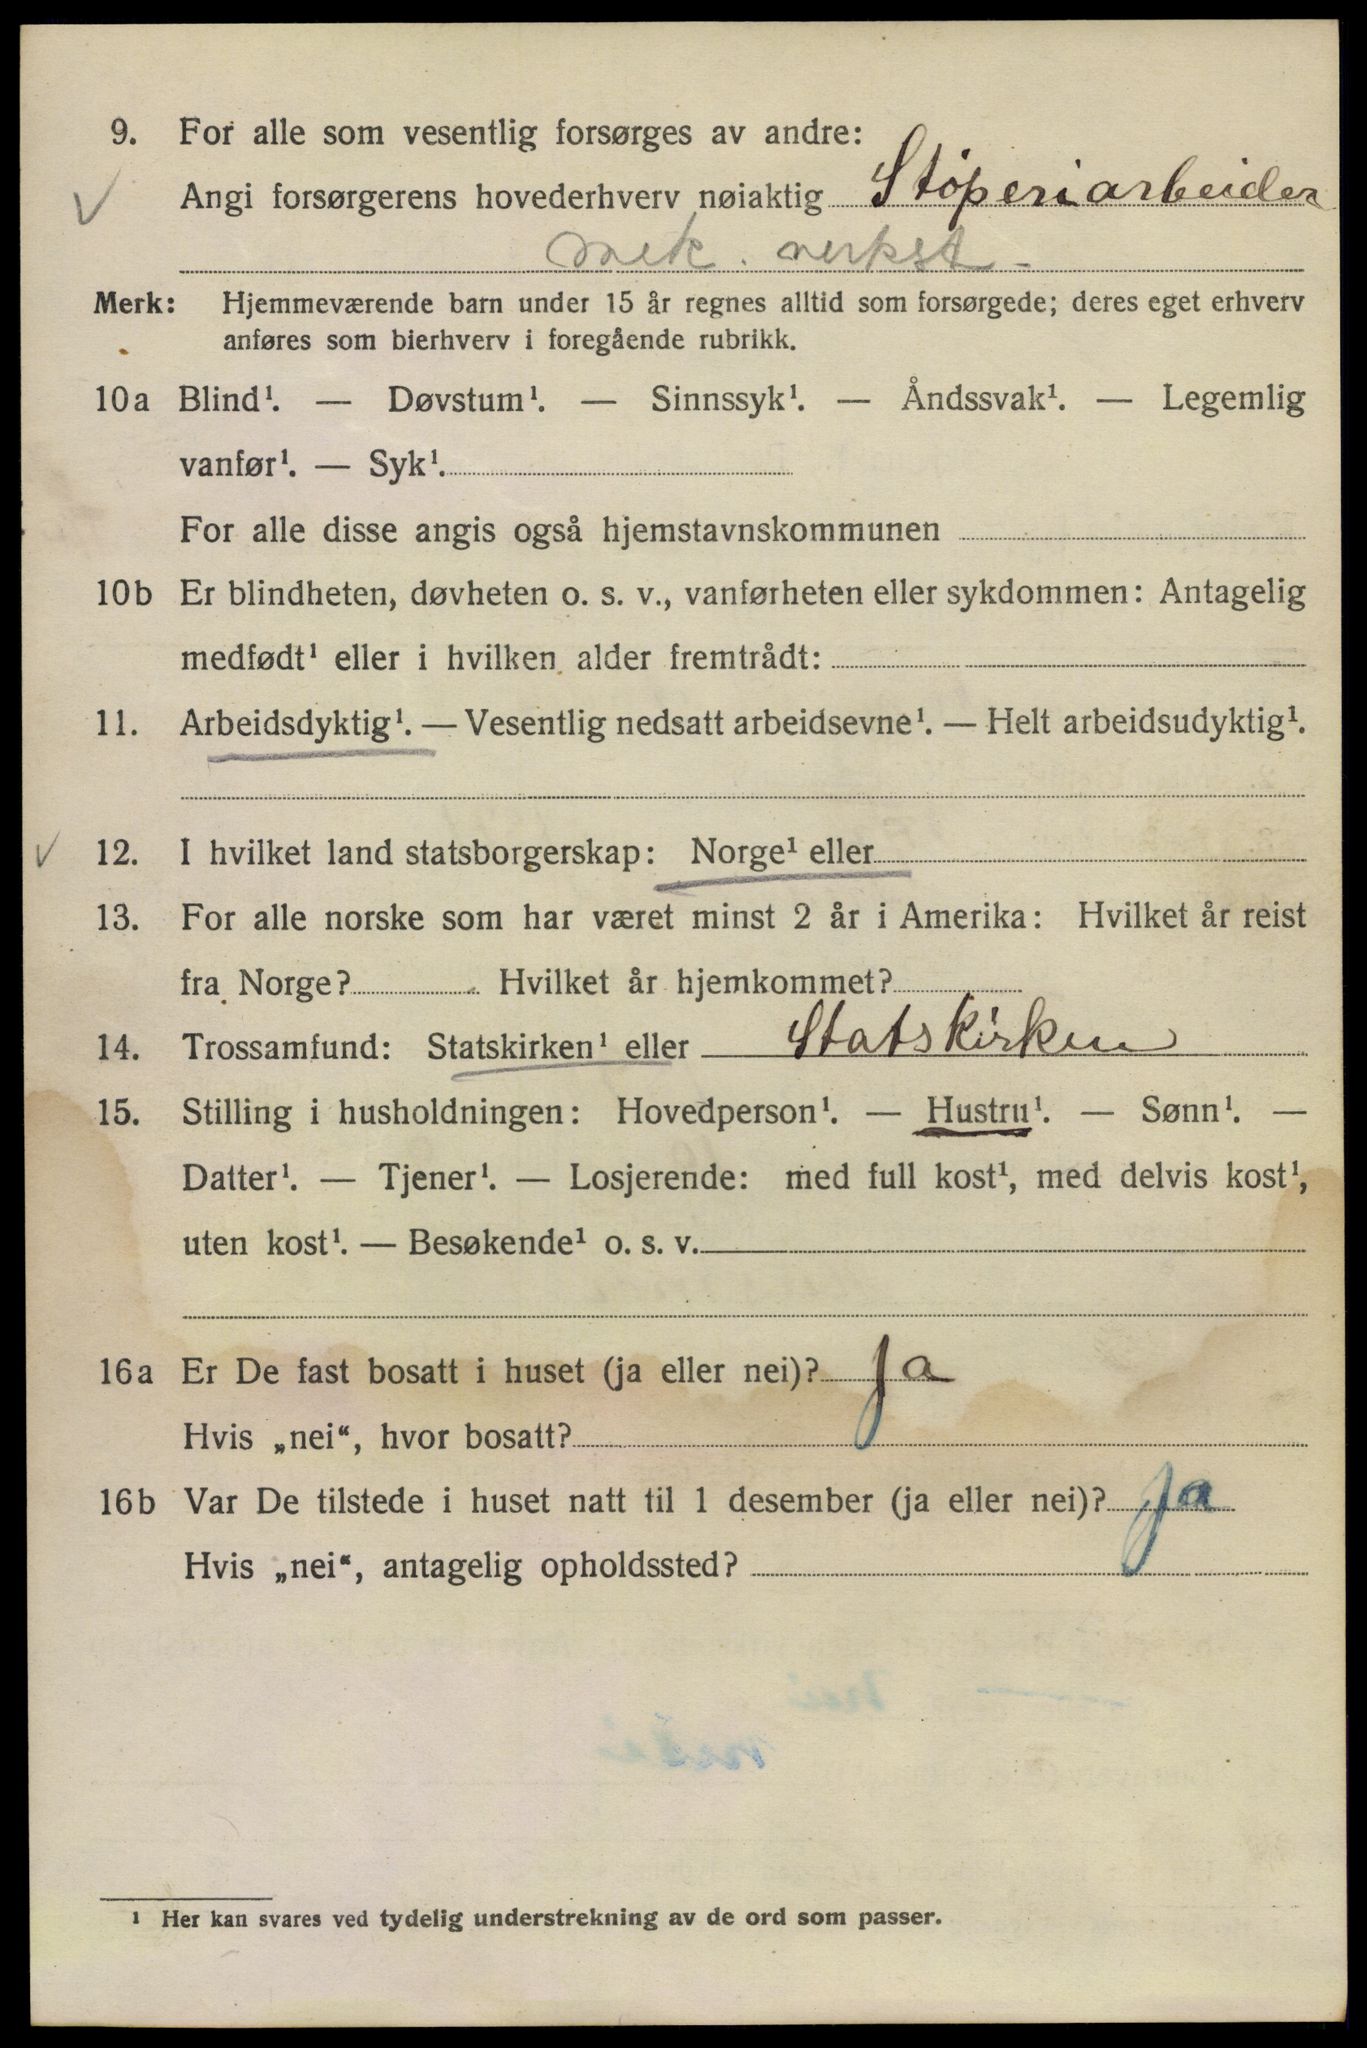 9. For alle som vesentlig forsørges av andre:
Angi forsørgerens hovederhverv nøiaktig Støperiarbeider
mek. verkst
Merk: Hjemmeværende barn under 15 år regnes alltid som forsørgede; deres eget erhverv
anføres som bierhverv i foregående rubrikk.
10a Blind¹. — Døvstum¹. — Sinnssyk¹. — Åndssvak¹. — Legemlig
vanfør¹. — Syk¹.
For alle disse angis også hjemstavnskommunen
10b Er blindheten, døvheten o. s. v., vanførheten eller sykdommen: Antagelig
medfødt¹ eller i hvilken alder fremtrådt:
11. Arbeidsdyktig¹. — Vesentlig nedsatt arbeidsevne¹. — Helt arbeidsudyktig¹.
12. I hvilket land statsborgerskap: Norge¹ eller
13. For alle norske som har været minst 2 år i Amerika: Hvilket år reist
fra Norge? Hvilket år hjemkommet?
14. Trossamfund: Statskirken¹ eller Statskirken
15. Stilling i husholdningen: Hovedperson¹. — Hustru¹. — Sønn¹. —
Datter¹. — Tjener¹. — Losjerende: med full kost¹, med delvis kost¹,
uten kost¹. — Besøkende¹ o. s. v.
16a Er De fast bosatt i huset (ja eller nei)? Ja
Hvis „nei“, hvor bosatt?
16b Var De tilstede i huset natt til 1 desember (ja eller nei)? Ja
Hvis „nei“, antagelig opholdssted?
¹ Her kan svares ved tydelig understrekning av de ord som passer.